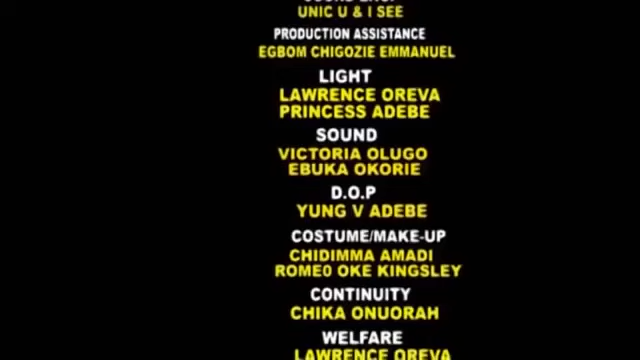 UNIC U & I SEE
PRODUCTION ASSISTANCE
EGBOM CHIGOZIE EMMANUEL
LIGHT
LAWRENCE OREVA
PRINCESS ADEBE
SOUND
VICTORIA OLUGO
EBUKA OKORIE
D.O.P
YUNG V ADEBE
COSTUME/MAKE-UP
CHIDIMMA AMADI
ROME0 OKE KINGSLEY
CONTINUITY
CHIKA ONUORAH
WELFARE
LAWRENCE OREVA